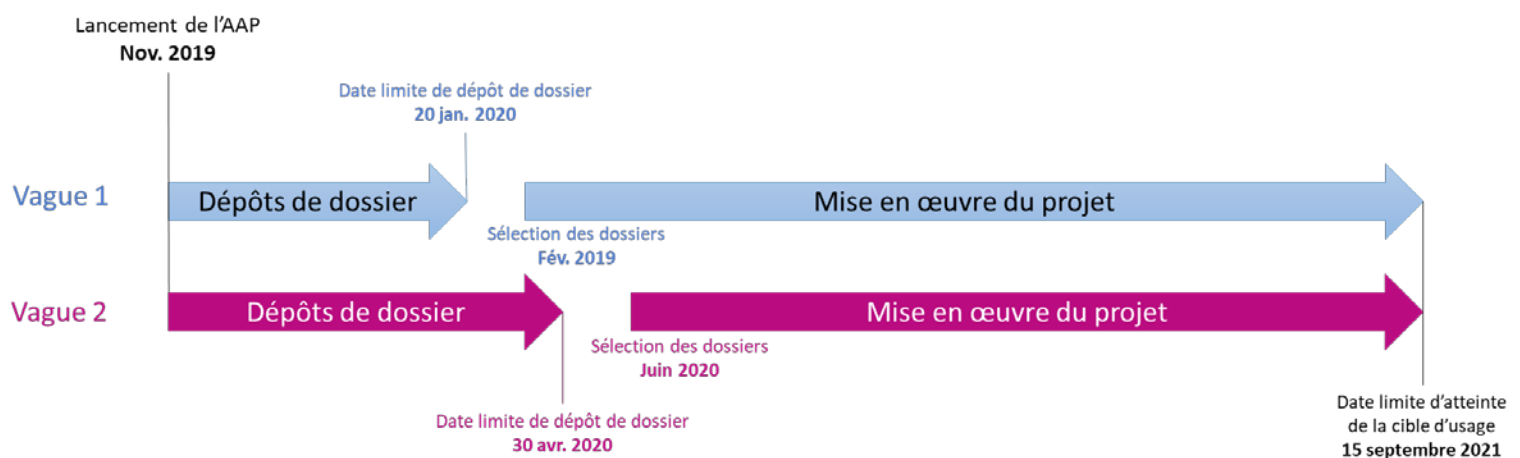 Lancement de l'AAP
Nov. 2019
Date limite de dépôt de dossier
20 jan. 2020
Vague 1
Dépôts de dossier
Mise en œuvre du projet
Sélection des dossiers
Fév. 2019
Vague 2
Dépôts de dossier
Mise en œuvre du projet
Sélection des dossiers
Juin 2020
Date limite de dépôt de dossier
30 avr. 2020
Date limite d'atteinte
de la cible d'usage
15 septembre 2021